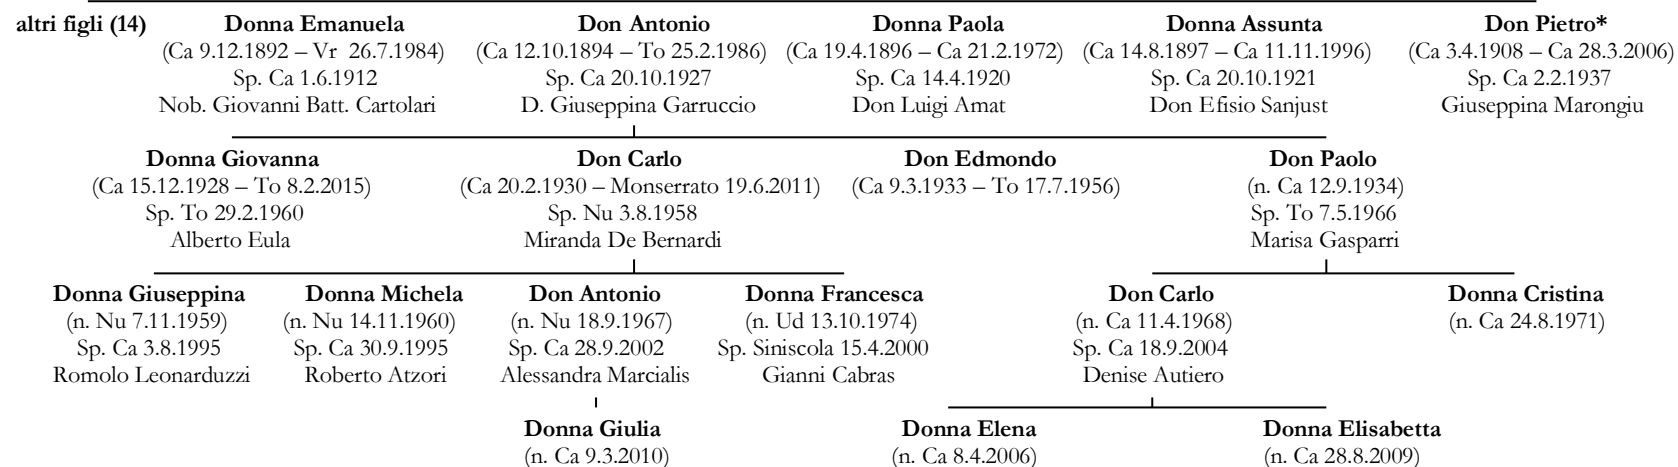 altri figli (14) Donna Emanuela Don Antonio Donna Paola Donna Assunta Don Pietro*
(Ca 9.12.1892 – Vr 26.7.1984) (Ca 12.10.1894 – To 25.2.1986) (Ca 19.4.1896 – Ca 21.2.1972) (Ca 14.8.1897 – Ca 11.11.1996) (Ca 3.4.1908 – Ca 28.3.2006)
Sp. Ca 1.6.1912 Sp. Ca 20.10.1927 Sp. Ca 14.4.1920 Sp. Ca 20.10.1921 Sp. Ca 2.2.1937
Nob. Giovanni Batt. Cartolari D. Giuseppina Garruccio Don Luigi Amat Don Efisio Sanjust Giuseppina Marongiu
Donna Giovanna Don Carlo Don Edmondo Don Paolo
(Ca 15.12.1928 – To 8.2.2015) (Ca 20.2.1930 – Monserrato 19.6.2011) (Ca 9.3.1933 – To 17.7.1956) (n. Ca 12.9.1934)
Sp. To 29.2.1960 Sp. Nu 3.8.1958 Sp. To 7.5.1966
Alberto Eula Miranda De Bernardi Marisa Gasparri
Donna Giuseppina Donna Michela Don Antonio Donna Francesca Don Carlo Donna Cristina
(n. Nu 7.11.1959) (n. Nu 14.11.1960) (n. Nu 18.9.1967) (n. Ud 13.10.1974) (n. Ca 11.4.1968) (n. Ca 24.8.1971)
Sp. Ca 3.8.1995 Sp. Ca 30.9.1995 Sp. Ca 28.9.2002 Sp. Siniscola 15.4.2000 Sp. Ca 18.9.2004
Romolo Leonarduzzi Roberto Atzori Alessandra Marcialis Gianni Cabras Denise Autiero
Donna Giulia Donna Elena Donna Elisabetta
(n. Ca 9.3.2010) (n. Ca 8.4.2006) (n. Ca 28.8.2009)